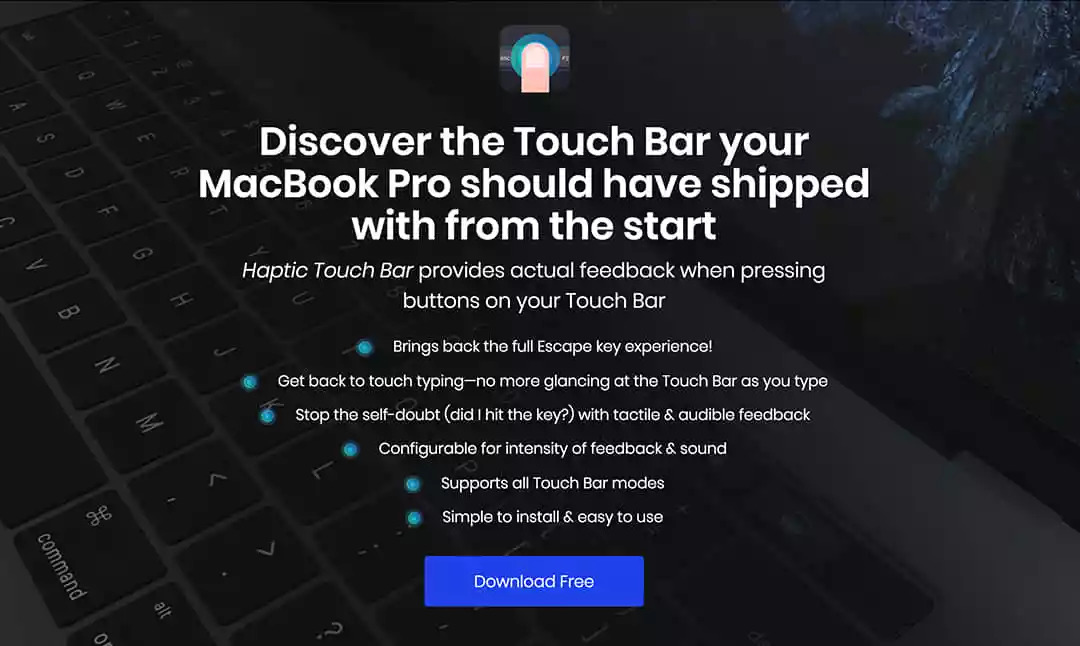 esc F1
Discover the Touch Bar your
MacBook Pro should have shipped
with from the start
Haptic Touch Bar provides actual feedback when pressing
buttons on your Touch Bar
Brings back the full Escape key experience!
Get back to touch typing—no more glancing at the Touch Bar as you type
Stop the self-doubt (did I hit the key?) with tactile & audible feedback
Configurable for intensity of feedback & sound
Supports all Touch Bar modes
Simple to install & easy to use
Download Free
Q
A
W
S
E
D
R
F
C
G
V
H
U
B
J
N
K
M
L
P
⌘
command
alt